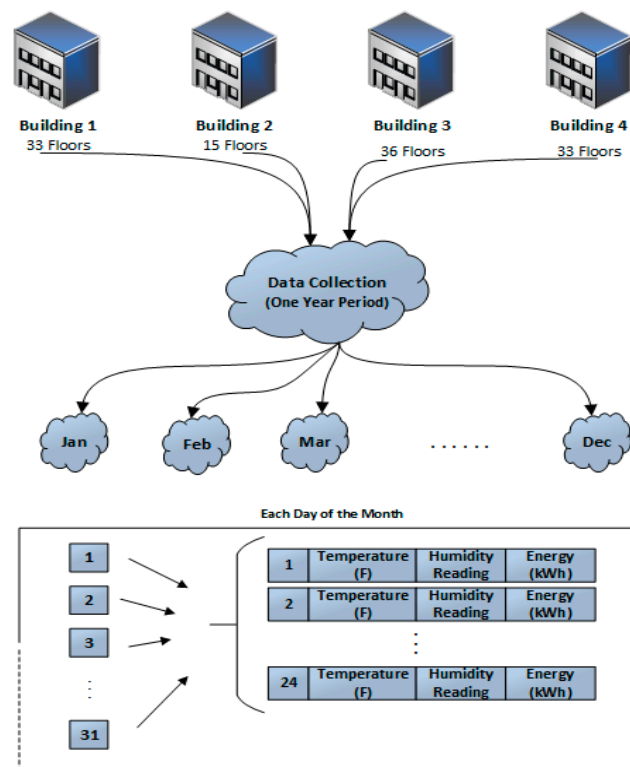 Building 1
Building 2
Building 3
Building 4
33 Floors
15 Floors
36 Floors
33 Floors
Data Collection
(One Year Period)
Jan
Feb
Mar
. . . . . .
Dec
Each Day of the Month
1
2
3
31
1 Temperature (F) Humidity Reading Energy (kWh)
2 Temperature (F) Humidity Reading Energy (kWh)
24 Temperature (F) Humidity Reading Energy (kWh)